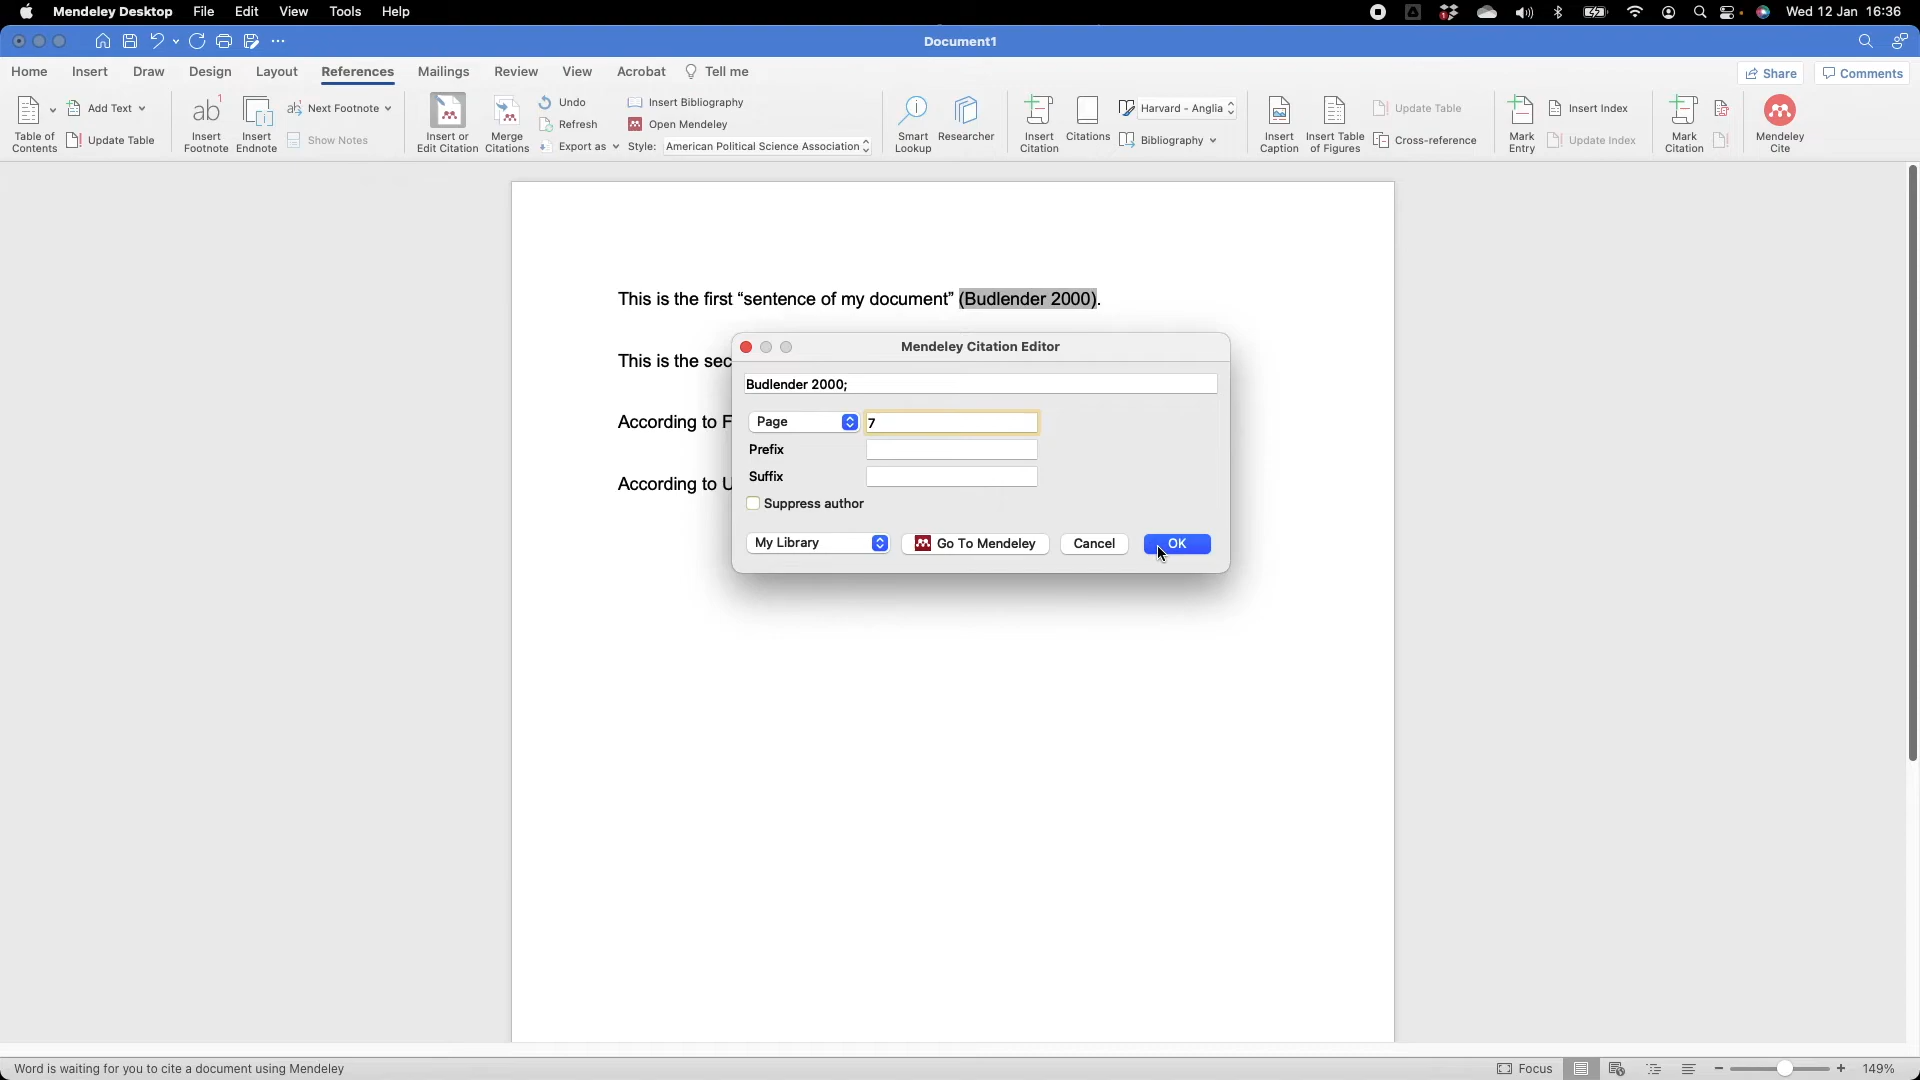 Mendeley Desktop File Edit View Tools Help Wed 12 Jan 16:36
Document1
Home Insert Draw Design Layout References Mailings Review View Acrobat Tell me Share Comments
Table of Contents
Add Text
Update Table
ab Insert Footnote
Insert Endnote
ab Next Footnote
Show Notes
Insert or Edit Citation
Merge Citations
Undo
Refresh
Export as
Insert Bibliography
Open Mendeley
Style: American Political Science Association
Smart Lookup
Researcher
Insert Citation
Citations
Harvard - Anglia
Bibliography
Insert Caption
Insert Table of Figures
Update Table
Cross-reference
Mark Entry
Insert Index
Update Index
Mark Citation
Mendeley Cite
This is the first “sentence of my document” (Budlender 2000).
This is the sec
According to F
According to U
Mendeley Citation Editor
Budlender 2000;
Page 7
Prefix
Suffix
Suppress author
My Library Go To Mendeley Cancel OK
Word is waiting for you to cite a document using Mendeley Focus 149%